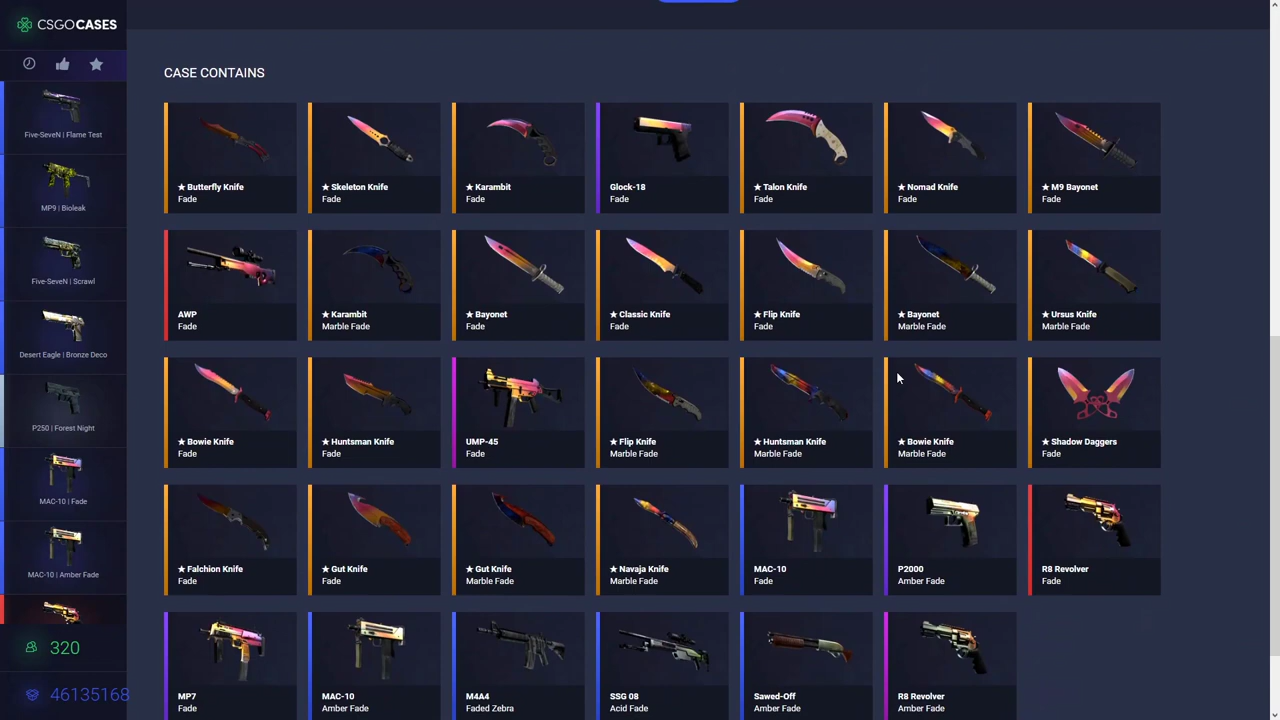 CSGOCASES
Five-SeveN | Flame Test
MP9 | Bioleak
Five-SeveN | Scrawl
Desert Eagle | Bronze Deco
P250 | Forest Night
MAC-10 | Fade
MAC-10 | Amber Fade
320
46135168
CASE CONTAINS
★ Butterfly Knife
Fade
★ Skeleton Knife
Fade
★ Karambit
Fade
Glock-18
Fade
★ Talon Knife
Fade
★ Nomad Knife
Fade
★ M9 Bayonet
Fade
AWP
Fade
★ Karambit
Marble Fade
★ Bayonet
Fade
★ Classic Knife
Fade
★ Flip Knife
Fade
★ Bayonet
Marble Fade
★ Ursus Knife
Marble Fade
★ Bowie Knife
Fade
★ Huntsman Knife
Fade
UMP-45
Fade
★ Flip Knife
Marble Fade
★ Huntsman Knife
Marble Fade
★ Bowie Knife
Marble Fade
★ Shadow Daggers
Fade
★ Falchion Knife
Fade
★ Gut Knife
Fade
★ Gut Knife
Marble Fade
★ Navaja Knife
Marble Fade
MAC-10
Fade
P2000
Amber Fade
R8 Revolver
Fade
MP7
Fade
MAC-10
Amber Fade
M4A4
Faded Zebra
SSG 08
Acid Fade
Sawed-Off
Amber Fade
R8 Revolver
Amber Fade